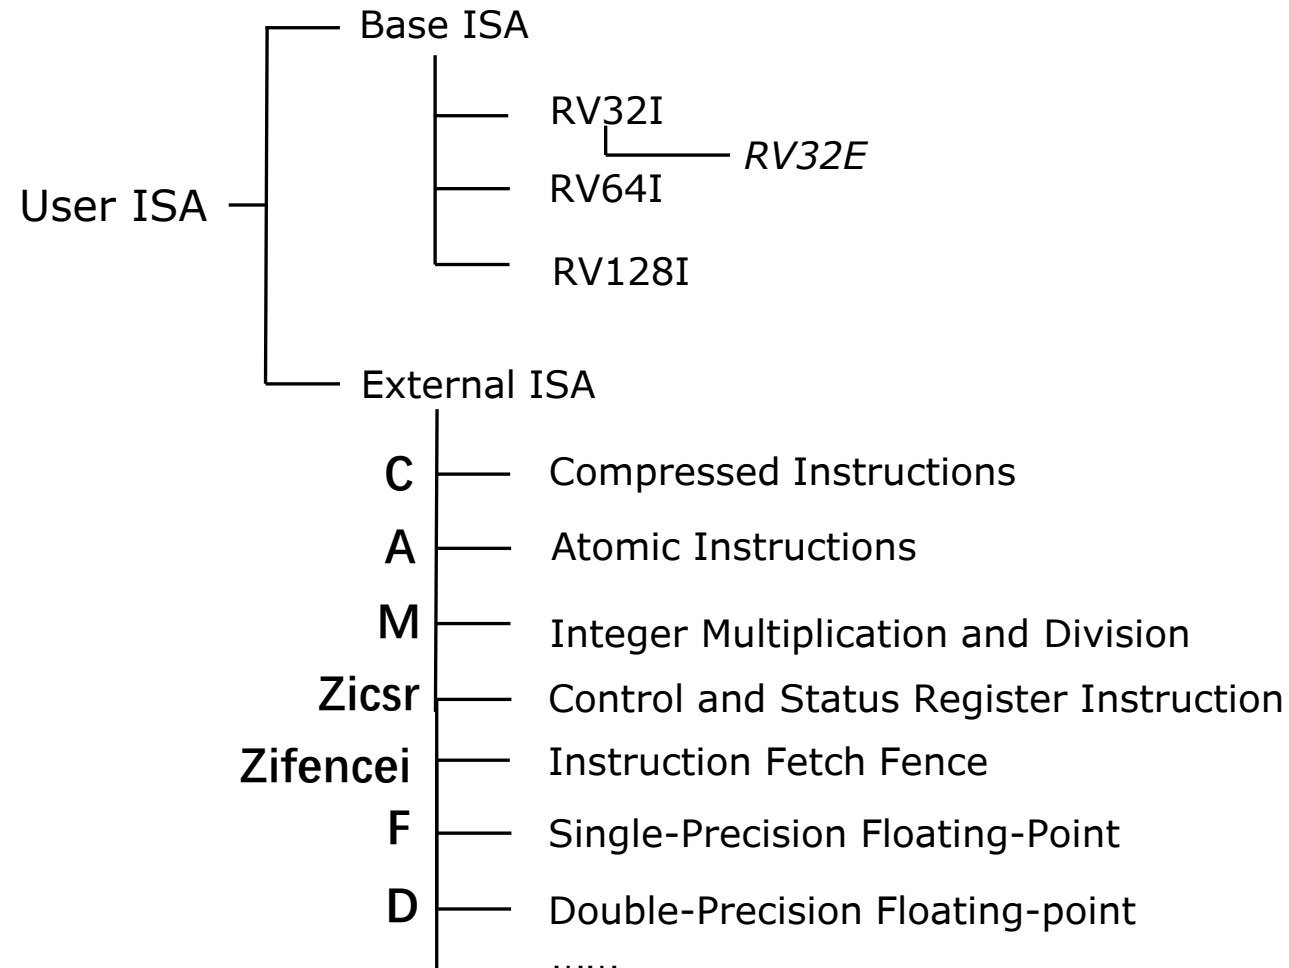 Base ISA
RV32I
RV32E
User ISA
RV64I
RV128I
External ISA
C Compressed Instructions
A Atomic Instructions
M Integer Multiplication and Division
Zicsr Control and Status Register Instruction
Zifencei Instruction Fetch Fence
F Single-Precision Floating-Point
D Double-Precision Floating-point
......